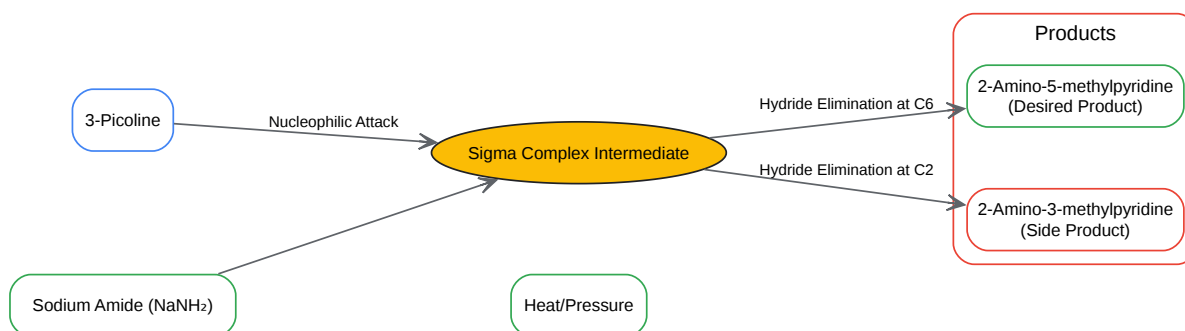 Products
2-Amino-5-methylpyridine
(Desired Product)
3-Picoline
Nucleophilic Attack
Hydride Elimination at C6
Sigma Complex Intermediate
Hydride Elimination at C2
2-Amino-3-methylpyridine
(Side Product)
Sodium Amide (NaNH₂)
Heat/Pressure